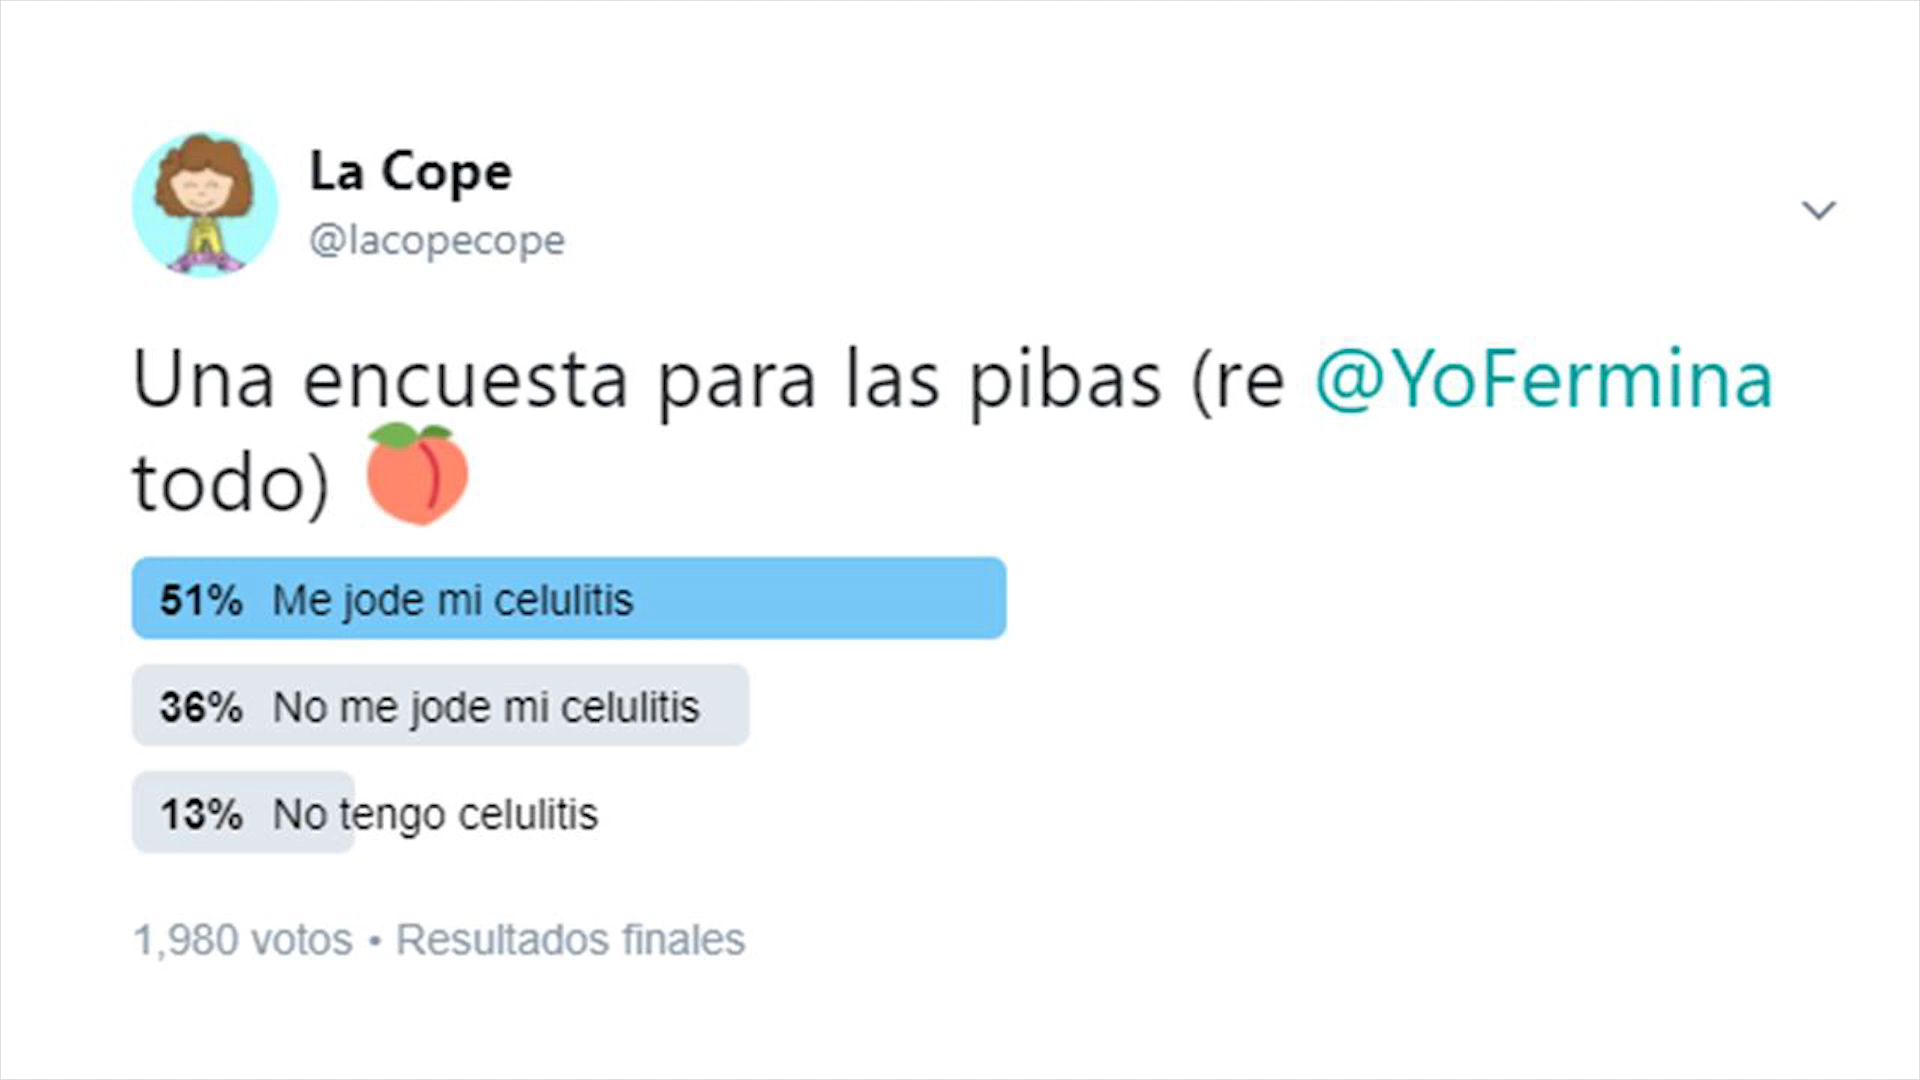 La Cope
@lacopecope
Una encuesta para las pibas (re @YoFermina
todo) 🍑
51% Me jode mi celulitis
36% No me jode mi celulitis
13% No tengo celulitis
1,980 votos • Resultados finales